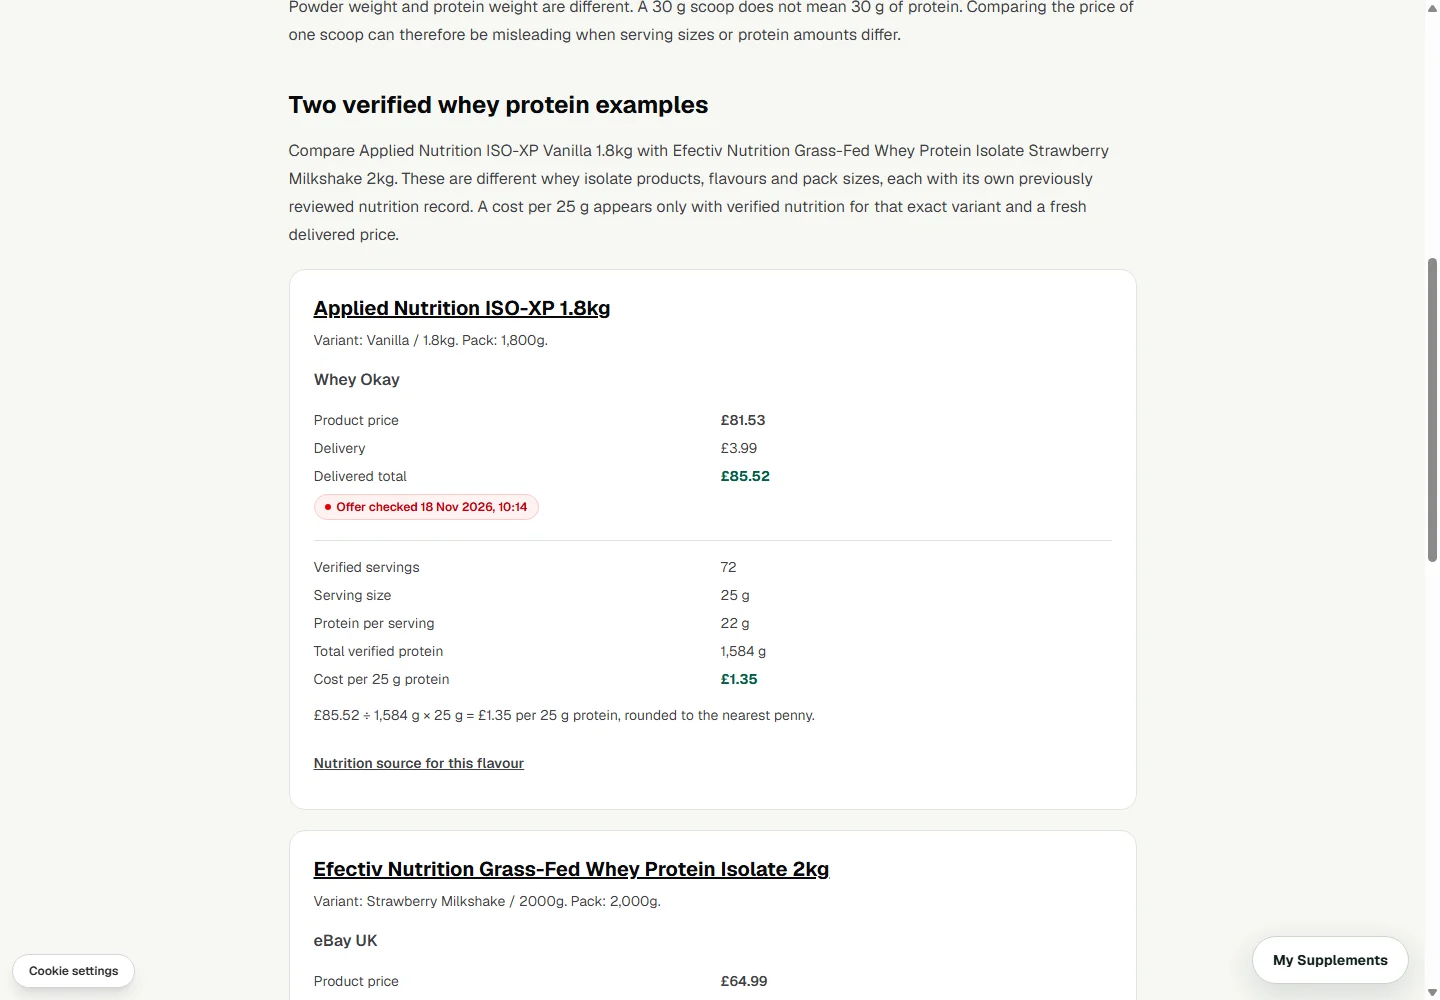 Powder weight and protein weight are different. A 30 g scoop does not mean 30 g of protein. Comparing the price of
one scoop can therefore be misleading when serving sizes or protein amounts differ.
Two verified whey protein examples
Compare Applied Nutrition ISO-XP Vanilla 1.8kg with Efectiv Nutrition Grass-Fed Whey Protein Isolate Strawberry
Milkshake 2kg. These are different whey isolate products, flavours and pack sizes, each with its own previously
reviewed nutrition record. A cost per 25 g appears only with verified nutrition for that exact variant and a fresh
delivered price.
Applied Nutrition ISO-XP 1.8kg
Variant: Vanilla / 1.8kg. Pack: 1,800g.
Whey Okay
Product price £81.53
Delivery £3.99
Delivered total £85.52
Offer checked 18 Nov 2026, 10:14
Verified servings 72
Serving size 25 g
Protein per serving 22 g
Total verified protein 1,584 g
Cost per 25 g protein £1.35
£85.52 ÷ 1,584 g × 25 g = £1.35 per 25 g protein, rounded to the nearest penny.
Nutrition source for this flavour
Efectiv Nutrition Grass-Fed Whey Protein Isolate 2kg
Variant: Strawberry Milkshake / 2000g. Pack: 2,000g.
eBay UK
Product price £64.99
Cookie settings
My Supplements